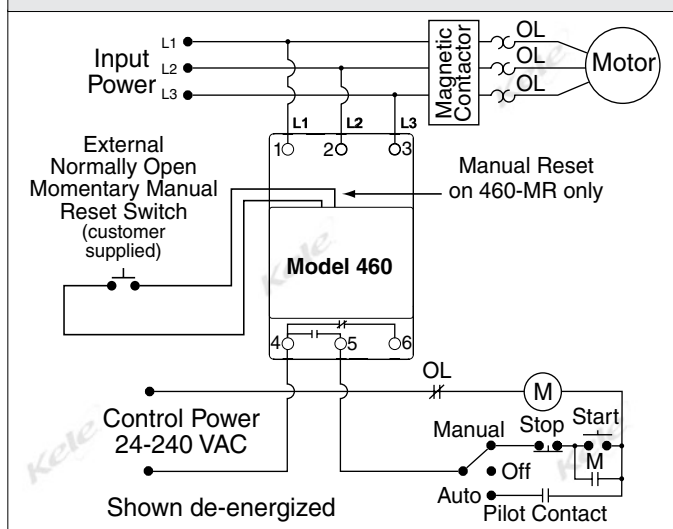 L1
Input
Power
L2
L3
Magnetic
Contactor
OL
OL
OL
Motor
L1 L2 L3
1 2 3
External
Normally Open
Momentary Manual
Reset Switch
(customer
supplied)
Manual Reset
on 460-MR only
Model 460
4 5 6
OL
M
Control Power
24-240 VAC
Manual
Stop
Start
M
Off
Auto
Pilot Contact
Shown de-energized
Kele
Kele
Kele
Kele